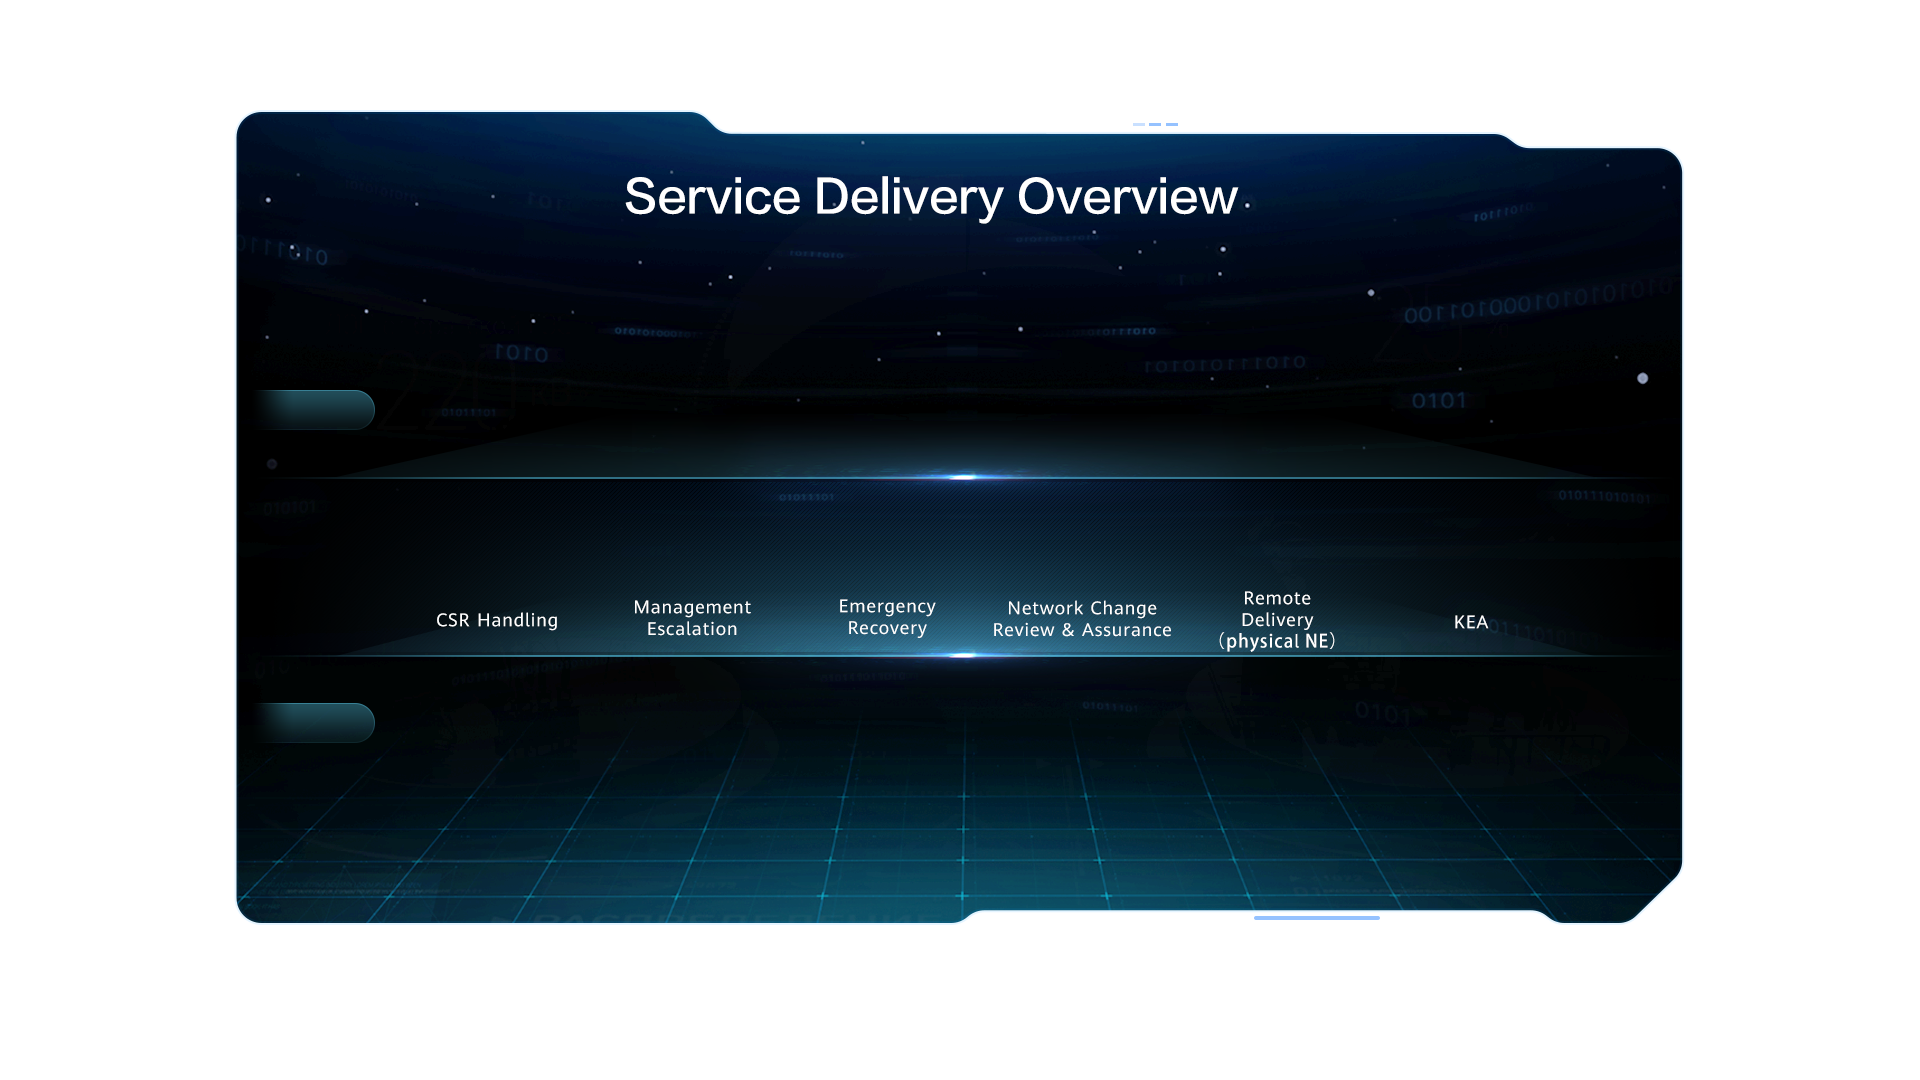 Service Delivery Overview
CSR Handling
Management
Escalation
Emergency
Recovery
Network Change
Review & Assurance
Remote
Delivery
(physical NE)
KEA